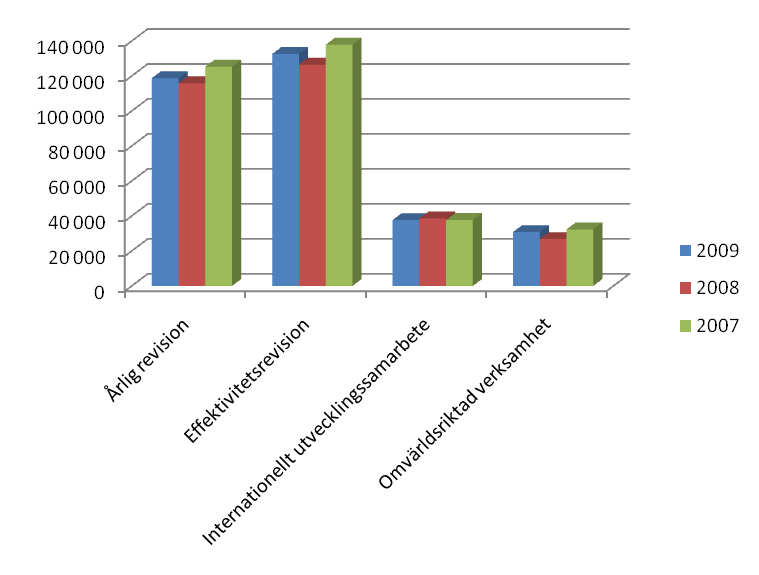 140 000
120 000
100 000
80 000
60 000
40 000
20 000
0
Årlig revision
Effektivitetsrevision
Internationellt utvecklingssamarbete
Omvärldsriktad verksamhet
2009
2008
2007